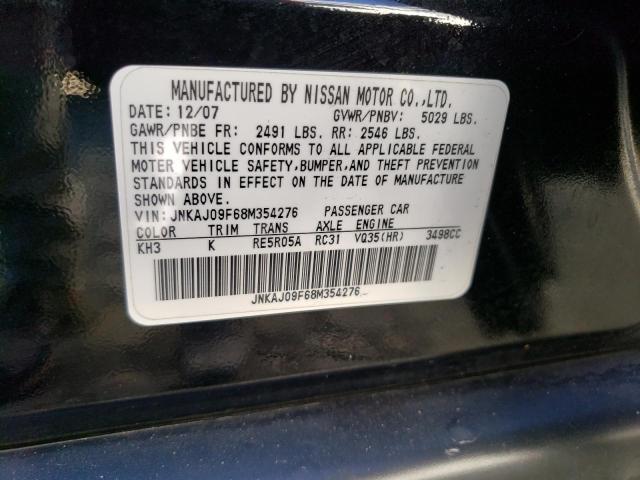 MANUFACTURED BY NISSAN MOTOR CO.,LTD.
DATE: 12/07 GVWR/PNBV: 5029 LBS.
GAWR/PNBE FR: 2491 LBS. RR: 2546 LBS.
THIS VEHICLE CONFORMS TO ALL APPLICABLE FEDERAL
MOTOR VEHICLE SAFETY,BUMPER,AND THEFT PREVENTION
STANDARDS IN EFFECT ON THE DATE OF MANUFACTURE
SHOWN ABOVE.
VIN: JNKAJ09F68M354276 PASSENGER CAR
COLOR TRIM TRANS AXLE ENGINE
KH3 K RE5R05A RC31 VQ35(HR) 3498CC
JNKAJ09F68M354276